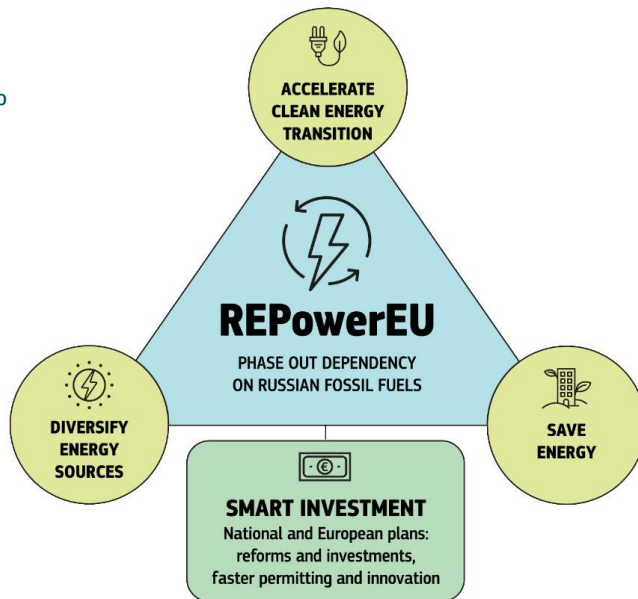 ACCELERATE
CLEAN ENERGY
TRANSITION
REPowerEU
PHASE OUT DEPENDENCY
ON RUSSIAN FOSSIL FUELS
DIVERSIFY
ENERGY
SOURCES
SAVE
ENERGY
€
SMART INVESTMENT
National and European plans:
reforms and investments,
faster permitting and innovation